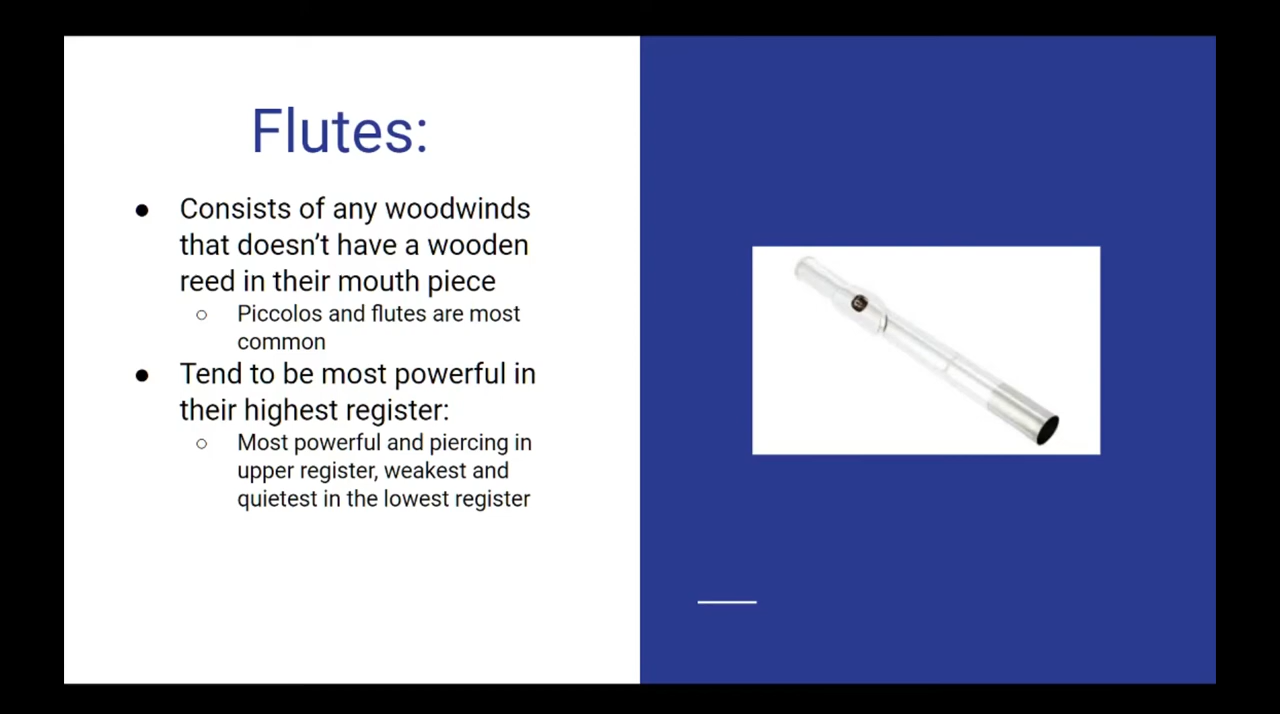 Flutes:
● Consists of any woodwinds
that doesn’t have a wooden
reed in their mouth piece
○ Piccolos and flutes are most
common
● Tend to be most powerful in
their highest register:
○ Most powerful and piercing in
upper register, weakest and
quietest in the lowest register